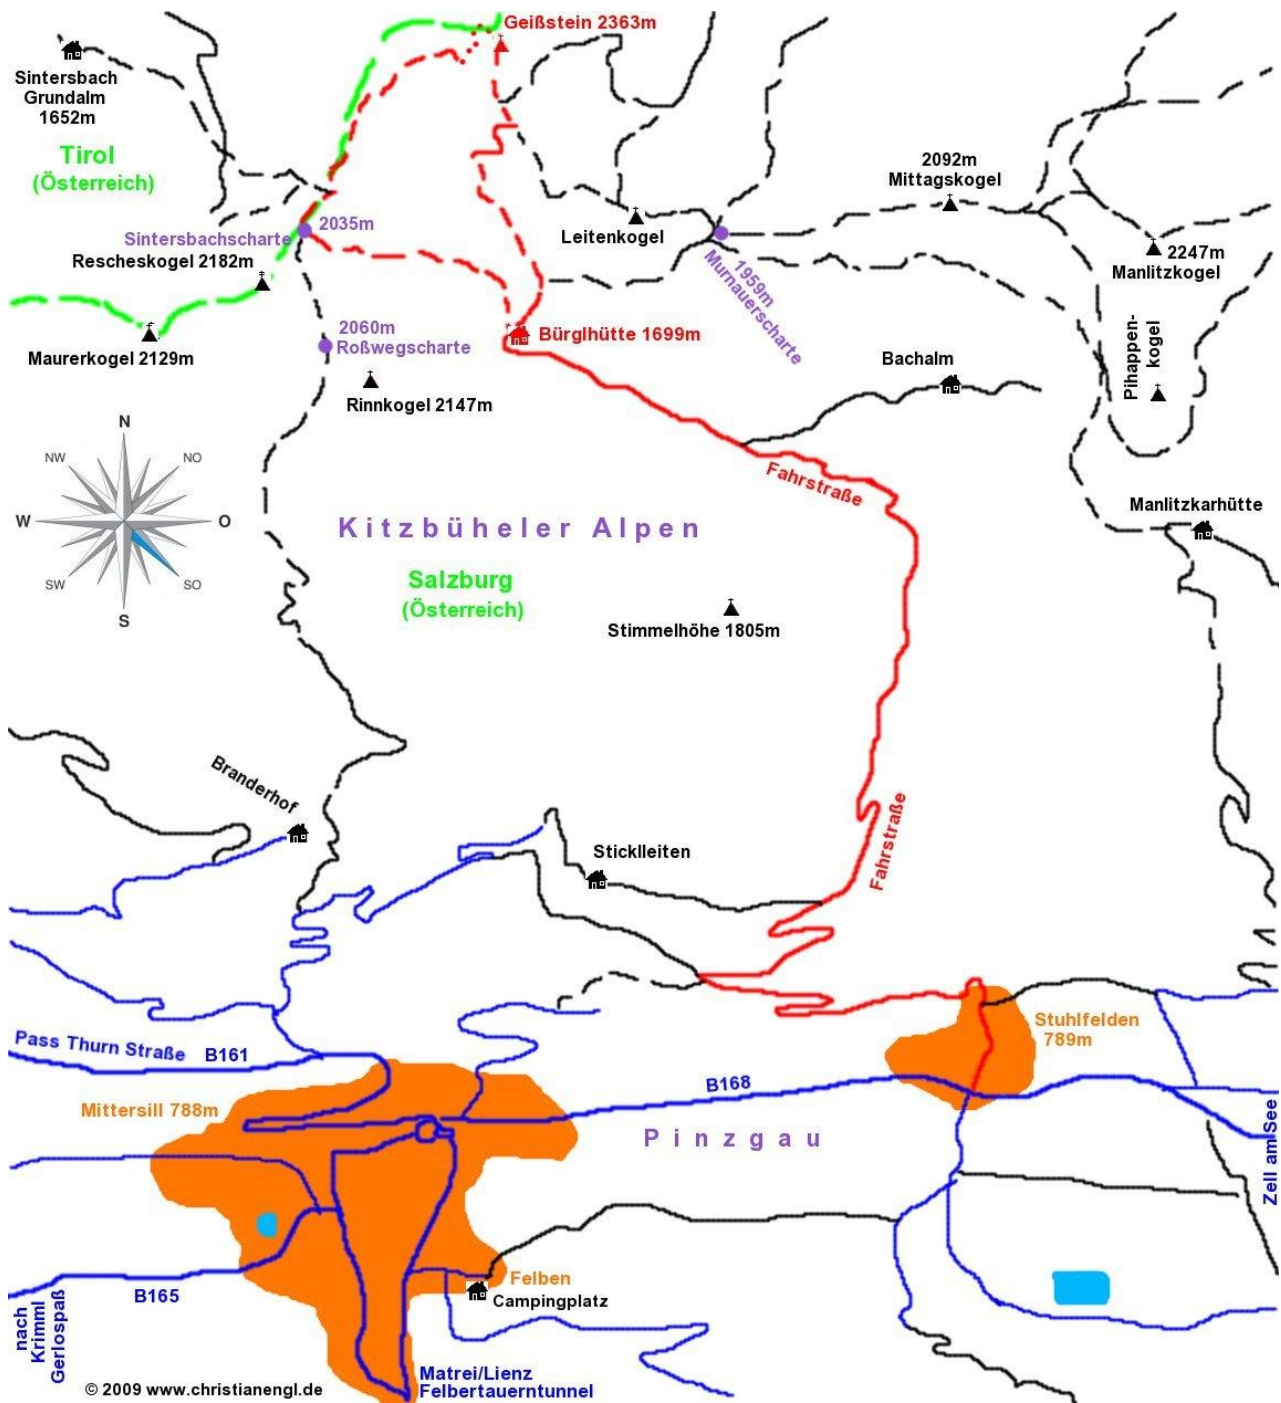 Geißstein 2363m
Sintersbach
Grundalm
1652m
Tirol
(Österreich)
2092m
Mittagskogel
2035m
Sintersbachscharte
Rescheskogel 2182m
Leitenkogel
2247m
Manlitzkogel
1959m
Murnauerscharte
2060m
Roßwegscharte
Bürglhütte 1699m
Maurerkogel 2129m
Bachalm
Pihappen-
kogel
Rinnkogel 2147m
N
NW
NO
W
O
SW
SO
S
Fahrstraße
Manlitzkarhütte
Kitzbüheler Alpen
Salzburg
(Österreich)
Stimmelhöhe 1805m
Branderhof
Sticklleiten
Fahrstraße
Stuhlfelden
789m
Pass Thurn Straße
B161
B168
Mittersill 788m
Pinzgau
Zell am See
Felben
Campingplatz
B165
nach
Krimml
Gerlospaß
Matrei/Lienz
Felbertauerntunnel
© 2009 www.christianengl.de